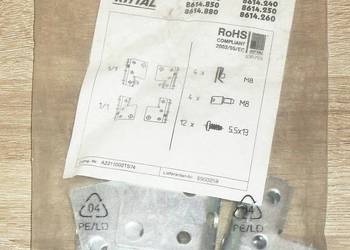 RITTAL
8614.850
8614.880
8614.240
8614.250
8614.260
RoHS
COMPLIANT
2002/95/EC
1/1
4 x
M8
1/1
4 x
M8
12 x
5.5x13
04
PE/LD
04
PE/LD